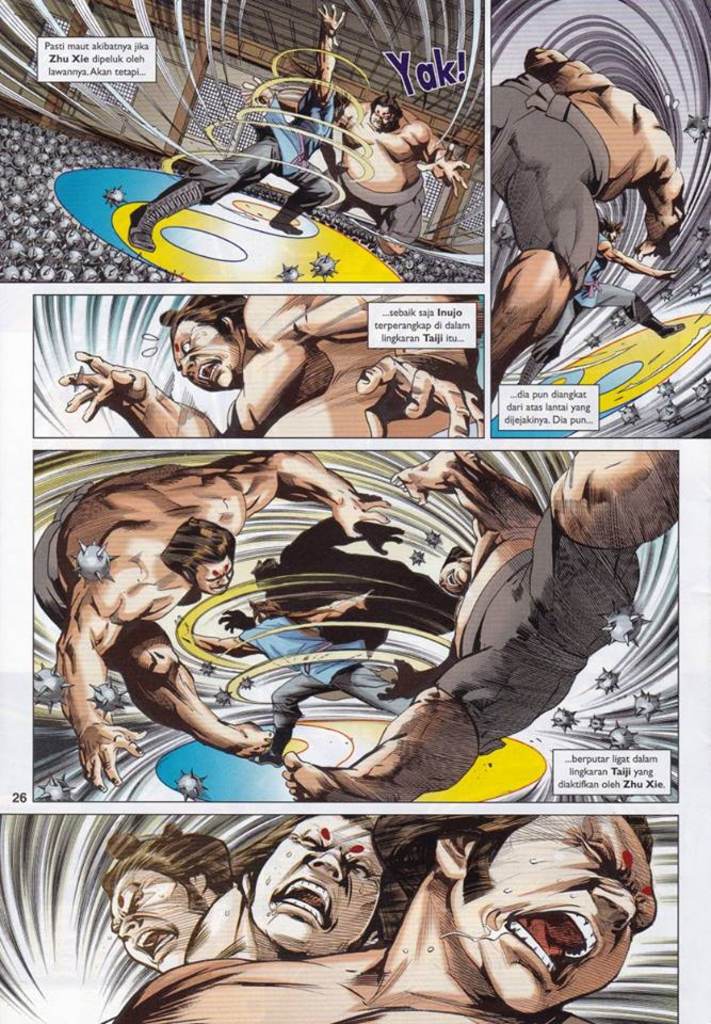 Pasti maut akibatnya jika
Zhu Xie dipeluk oleh
lawannya. Akan tetapi...
Yak!
...sebaik saja Inujo
terperangkap di dalam
lingkaran Taiji itu...
...dia pun diangkat
dari atas lantai yang
dijejakinya. Dia pun...
...berputar ligat dalam
lingkaran Taiji yang
diaktifkan oleh Zhu Xie.
26